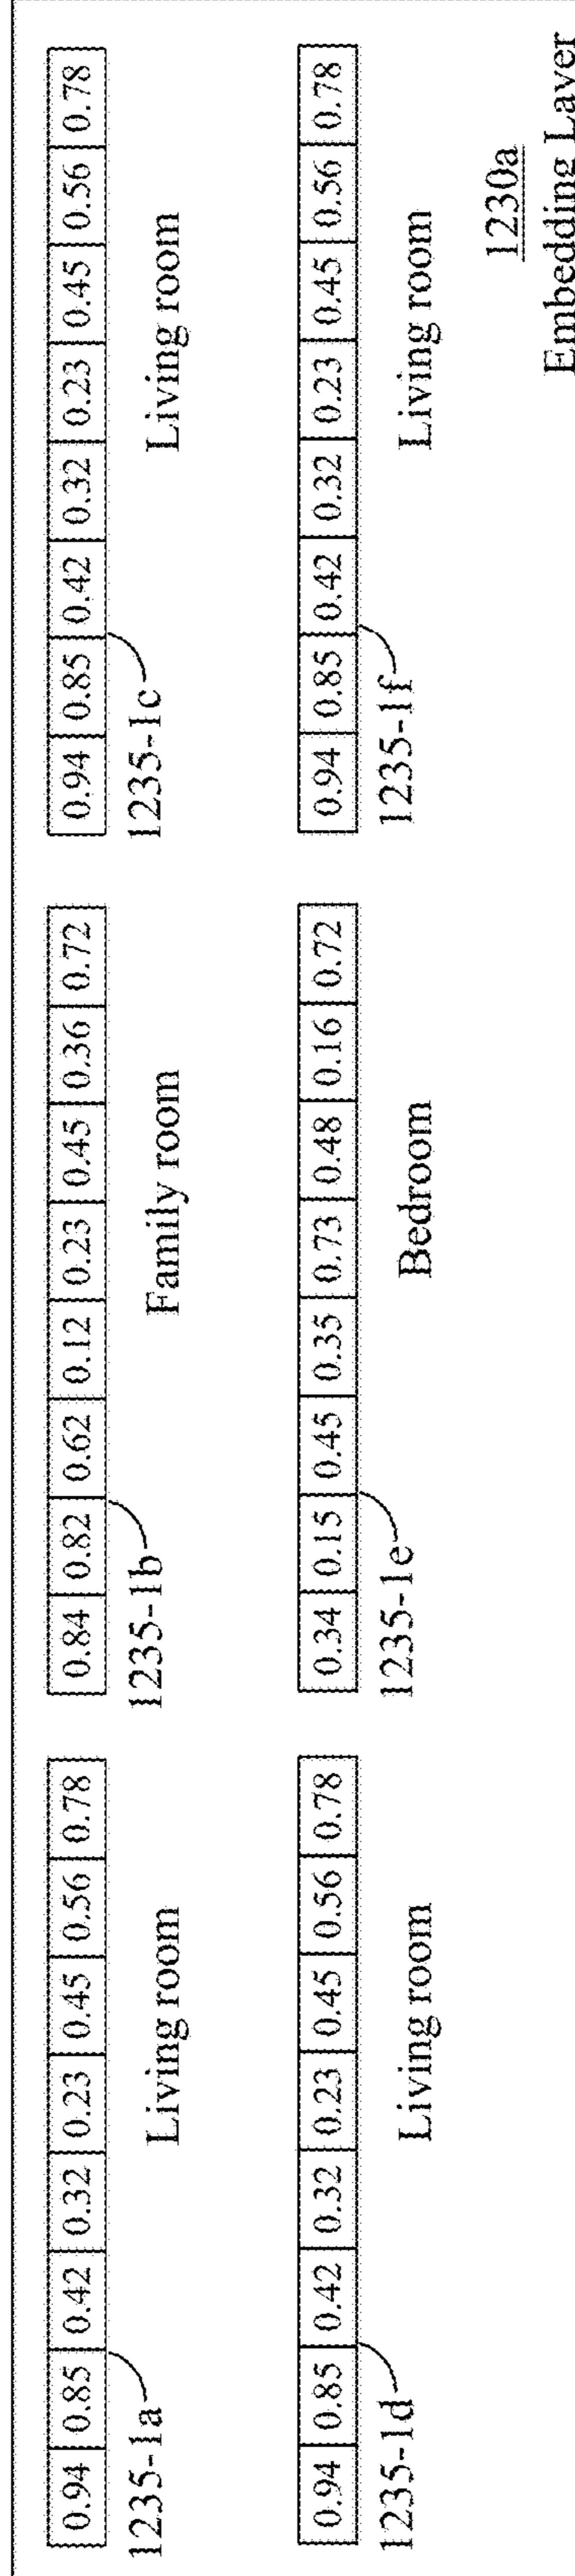 0.94 0.85 0.42 0.32 0.23 0.45 0.56 0.78
1235-1a
Living room
0.84 0.82 0.62 0.12 0.23 0.45 0.36 0.72
1235-1b
Family room
0.94 0.85 0.42 0.32 0.23 0.45 0.56 0.78
1235-1c
Living room
0.94 0.85 0.42 0.32 0.23 0.45 0.56 0.78
1235-1d
Living room
0.34 0.15 0.45 0.35 0.73 0.48 0.16 0.72
1235-1e
Bedroom
0.94 0.85 0.42 0.32 0.23 0.45 0.56 0.78
1235-1f
Living room
1230a
Embedding Layer